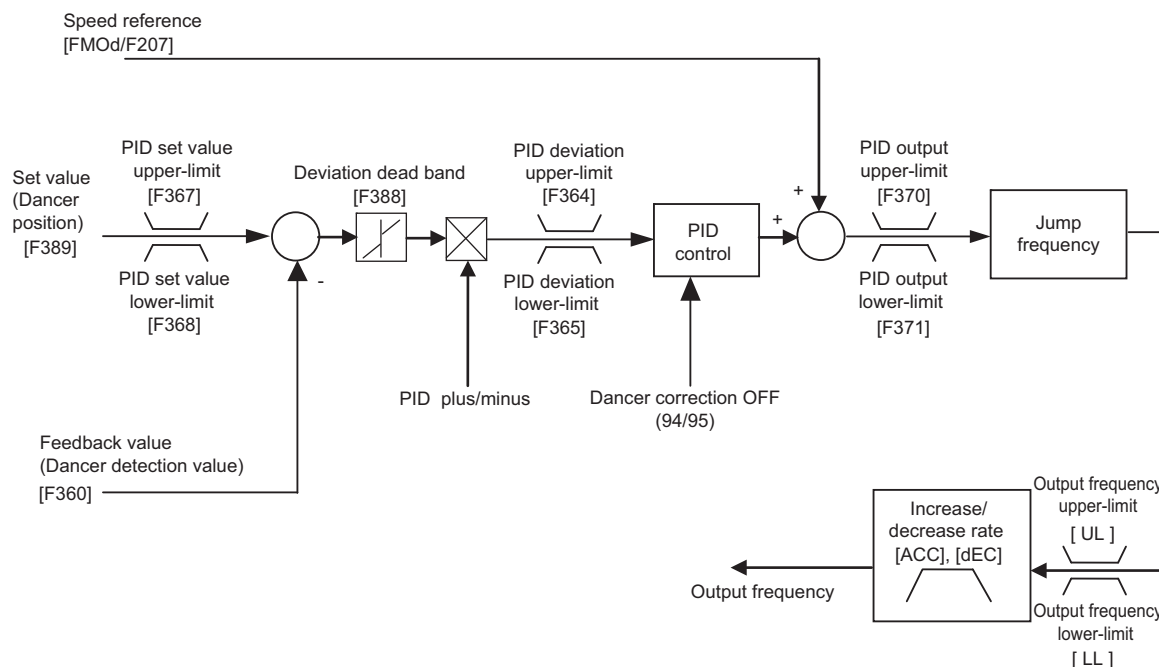 Speed reference
[FMOd/F207]
Set value
(Dancer
position)
[F389]
PID set value
upper-limit
[F367]
PID set value
lower-limit
[F368]
-
Deviation dead band
[F388]
PID plus/minus
PID deviation
upper-limit
[F364]
PID deviation
lower-limit
[F365]
PID
control
Dancer correction OFF
(94/95)
+
+
PID output
upper-limit
[F370]
PID output
lower-limit
[F371]
Jump
frequency
Feedback value
(Dancer detection value)
[F360]
Output frequency
upper-limit
[ UL ]
Output frequency
lower-limit
[ LL ]
Increase/
decrease rate
[ACC], [dEC]
Output frequency